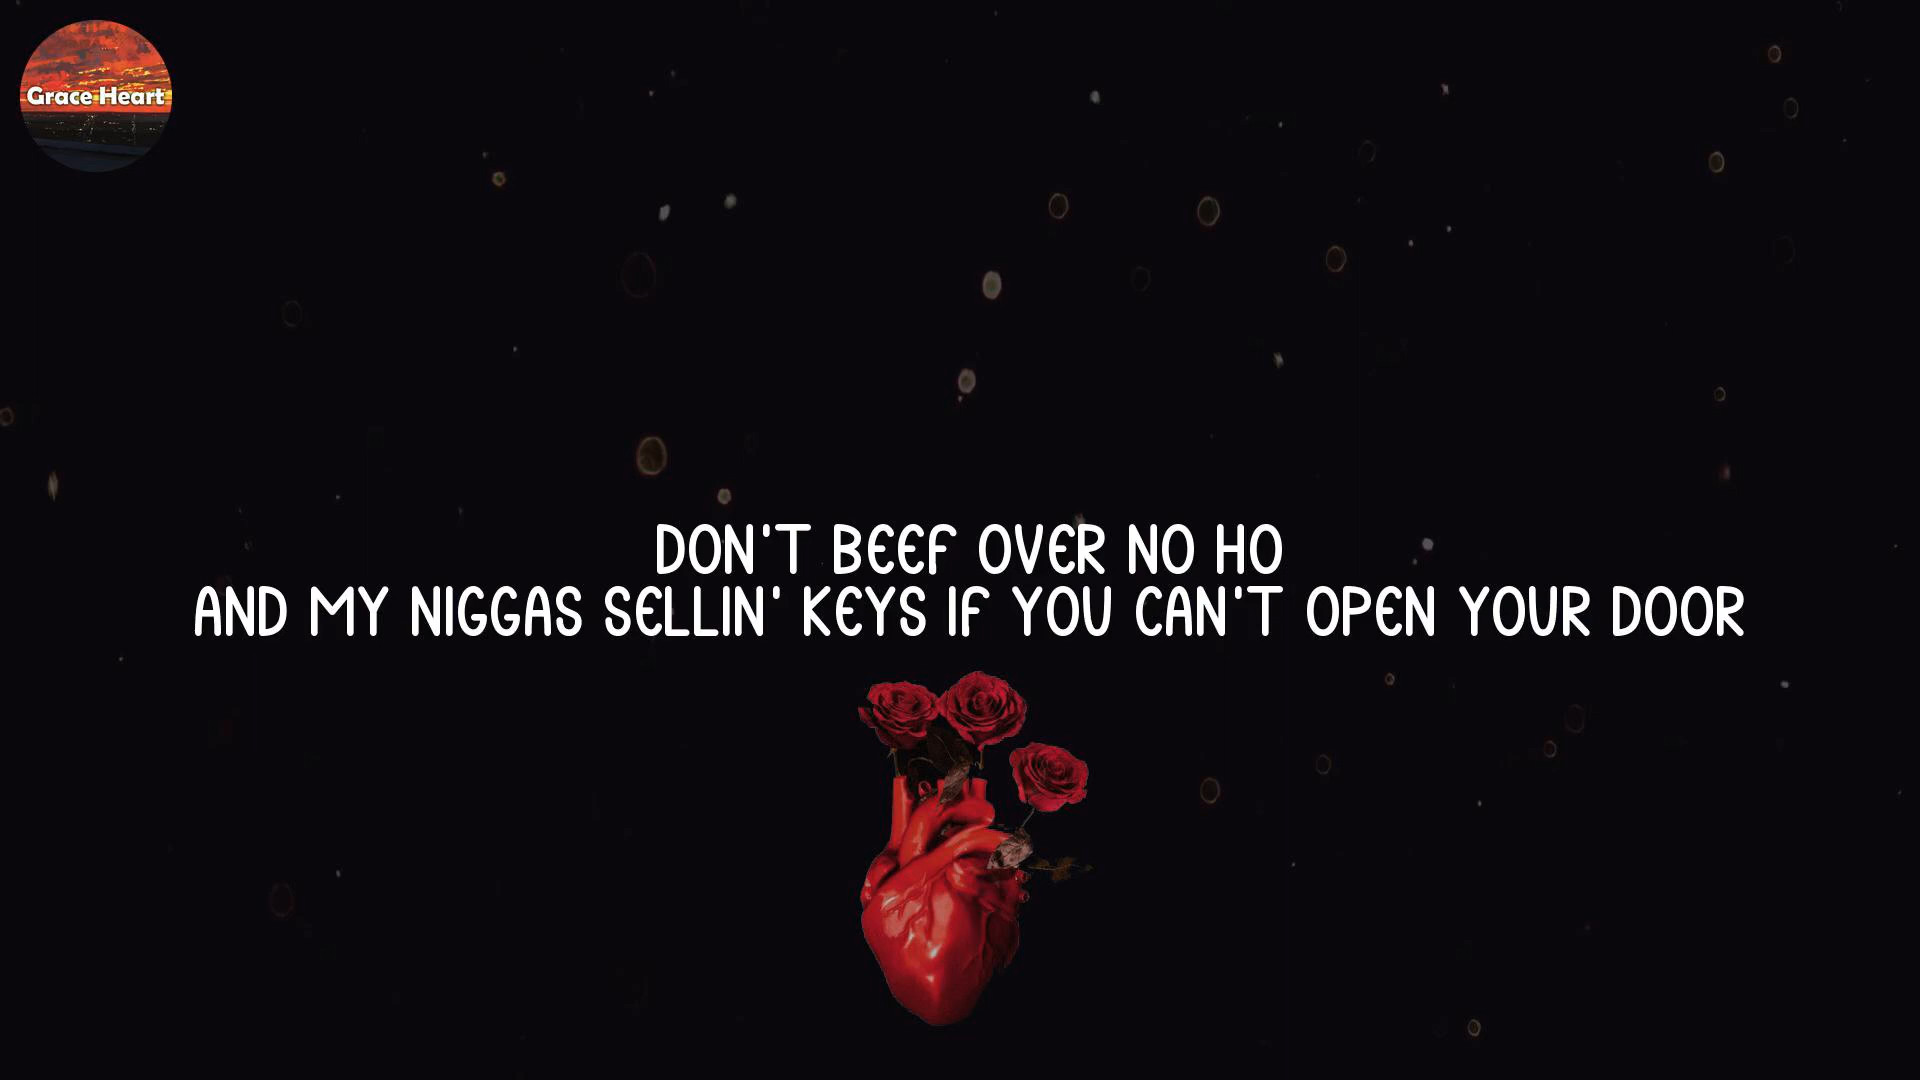 Grace Heart
DON'T BEEF OVER NO HO
AND MY NIGGAS SELLIN' KEYS IF YOU CAN'T OPEN YOUR DOOR